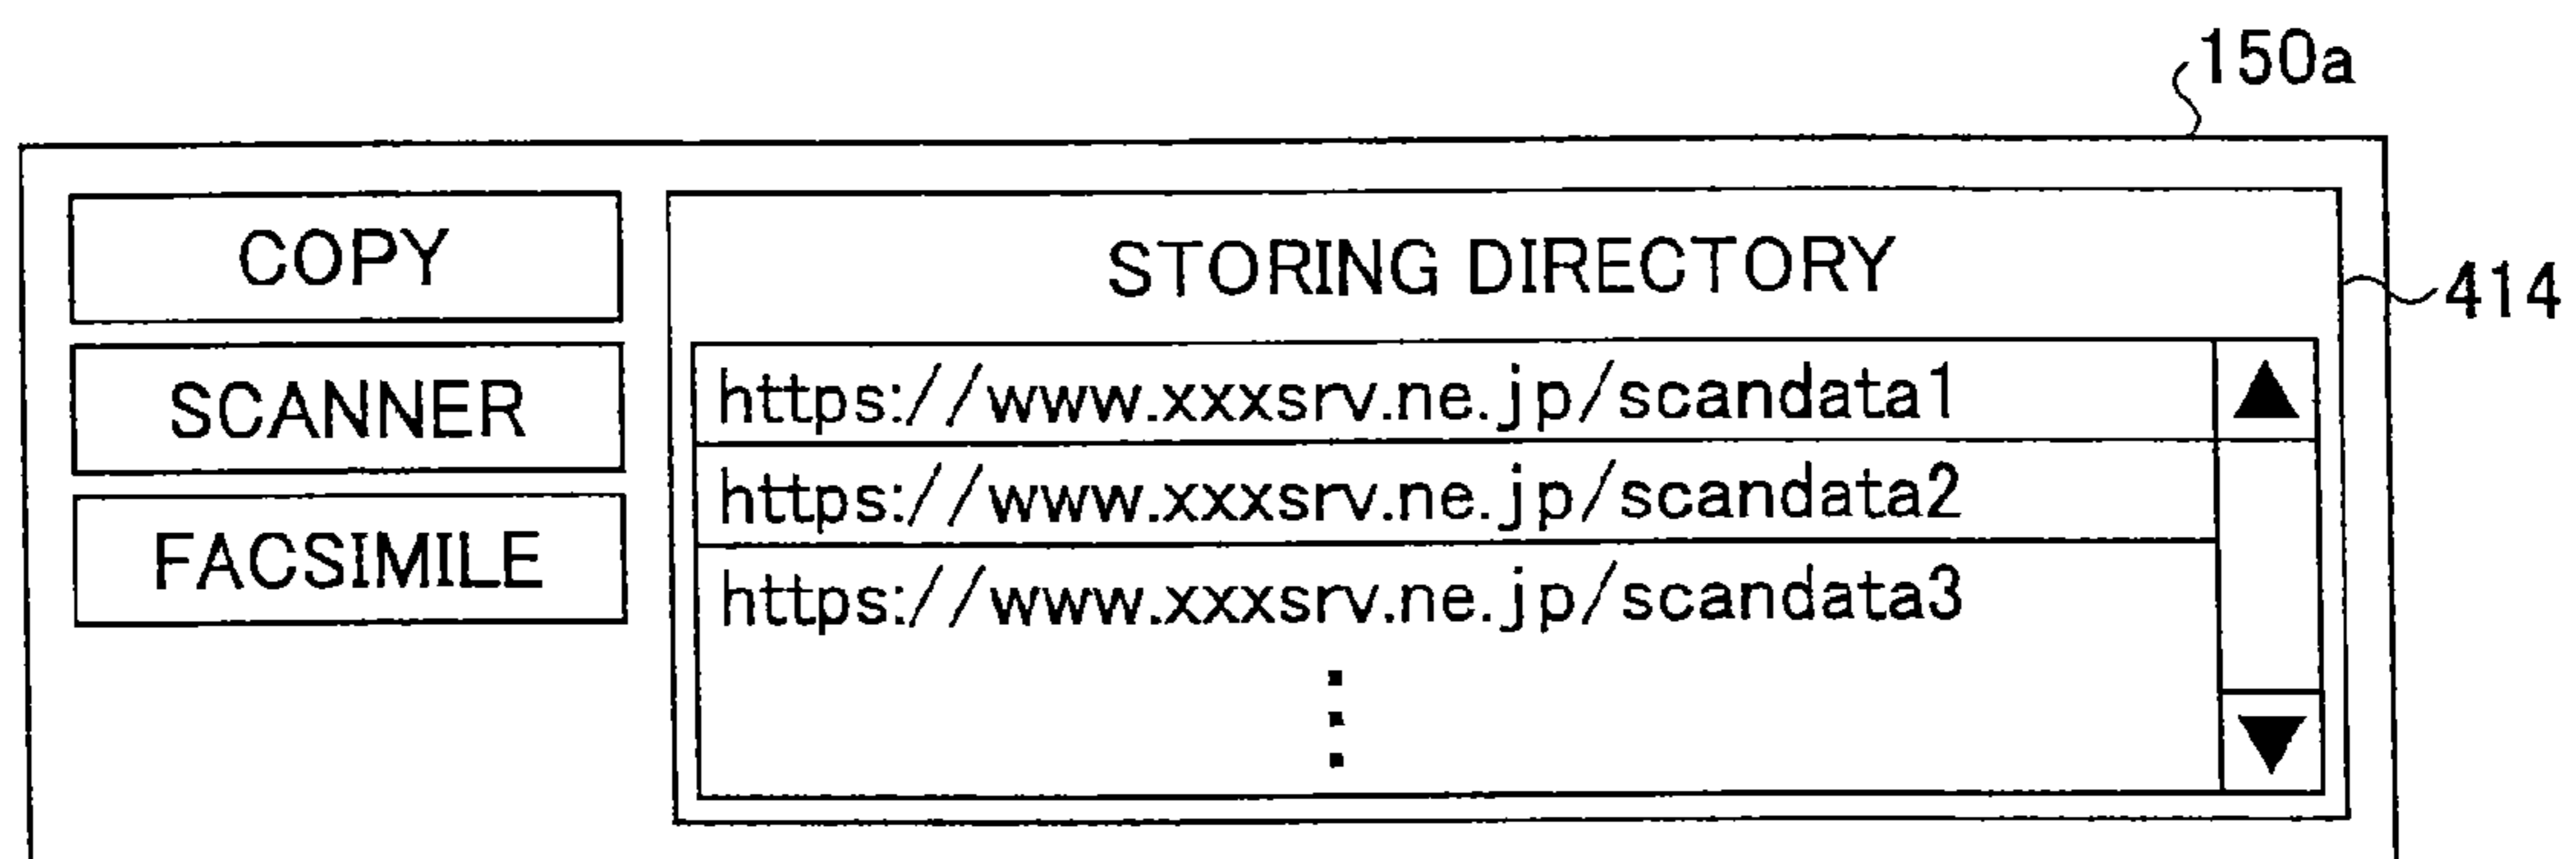 150a
COPY
SCANNER
FACSIMILE
STORING DIRECTORY
414
https://www.xxxsrv.ne.jp/scandata1
https://www.xxxsrv.ne.jp/scandata2
https://www.xxxsrv.ne.jp/scandata3